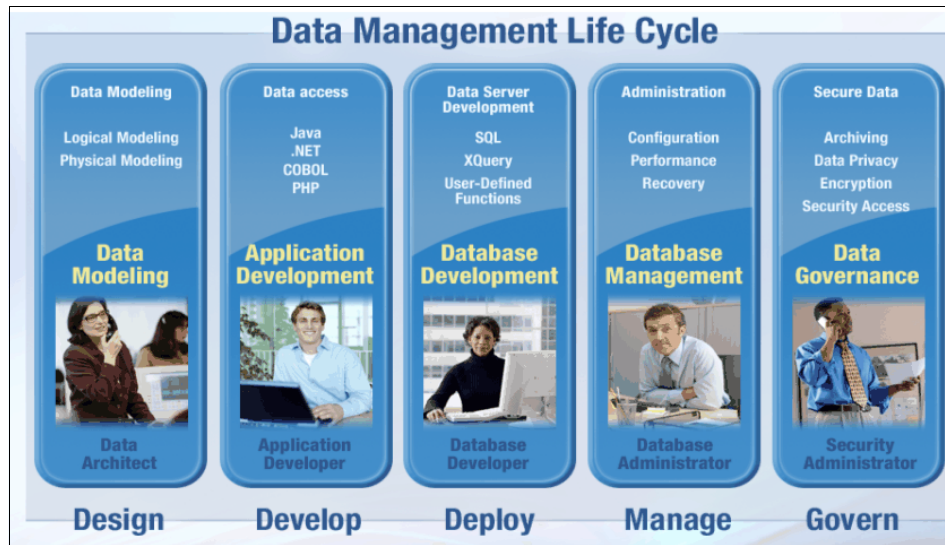 Data Management Life Cycle
Data Modeling
Logical Modeling
Physical Modeling
Data
Modeling
Data
Architect
Design
Data access
Java
.NET
COBOL
PHP
Application
Development
Application
Developer
Develop
Data Server
Development
SQL
XQuery
User-Defined
Functions
Database
Development
Database
Developer
Deploy
Administration
Configuration
Performance
Recovery
Database
Management
Database
Administrator
Manage
Secure Data
Archiving
Data Privacy
Encryption
Security Access
Data
Governance
Security
Administrator
Govern